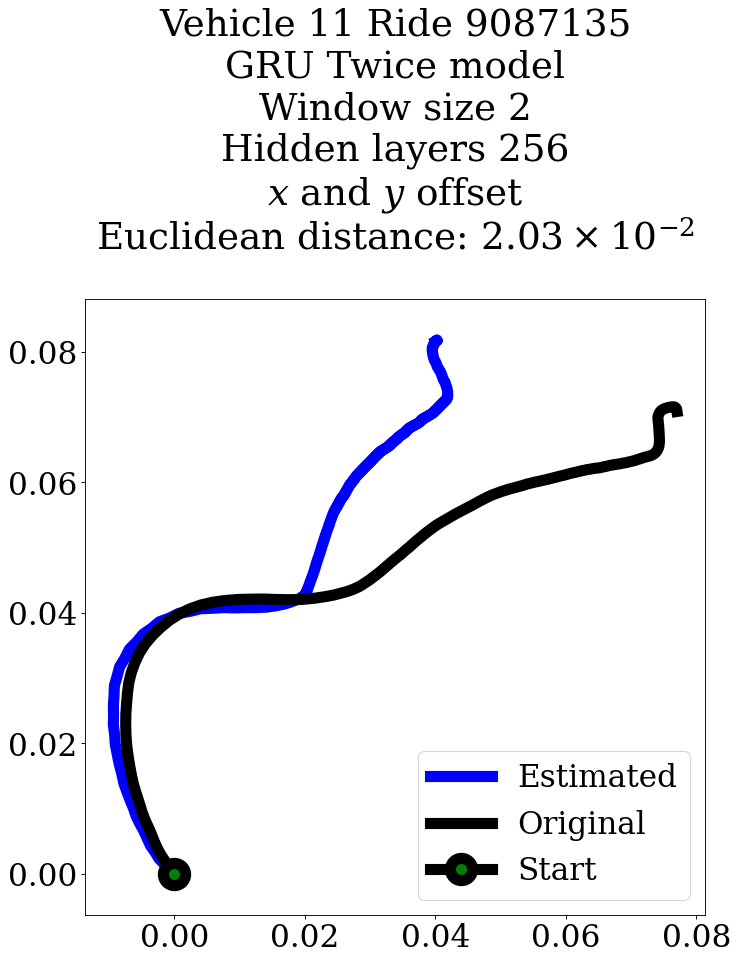 Vehicle 11 Ride 9087135
GRU Twice model
Window size 2
Hidden layers 256
x and y offset
Euclidean distance: 2.03 × 10⁻²
0.08
0.06
0.04
0.02
0.00
Estimated
Original
Start
0.00 0.02 0.04 0.06 0.08